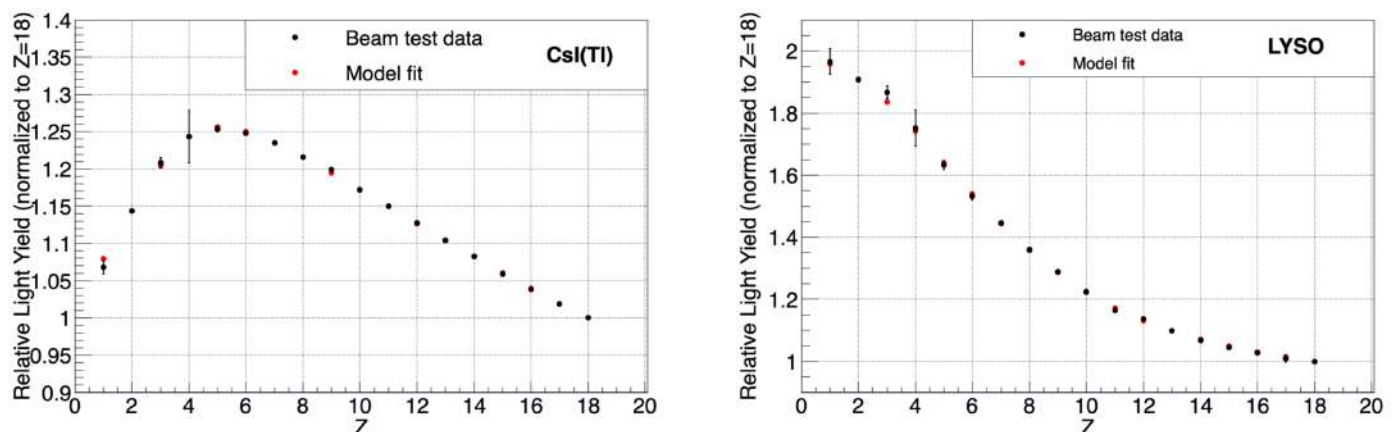 Relative Light Yield (normalized to Z=18)
1.4
1.35
1.3
1.25
1.2
1.15
1.1
1.05
1
0.95
0.9
Beam test data
Model fit
CsI(Tl)
0 2 4 6 8 10 12 14 16 18 20
Z
Relative Light Yield (normalized to Z=18)
2
1.8
1.6
1.4
1.2
1
Beam test data
Model fit
LYSO
0 2 4 6 8 10 12 14 16 18 20
Z